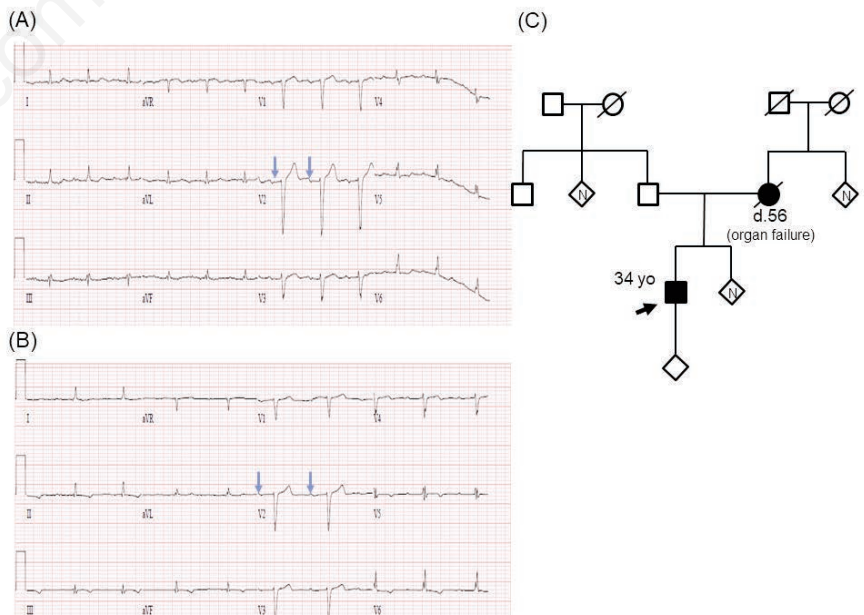 (A)
I aVR V1 V4
II aVL V2 V5
III aVF V3 V6
(B)
I aVR V1 V4
II aVL V2 V5
III aVF V3 V6
(C)
N
N
d.56
(organ failure)
34 yo
N